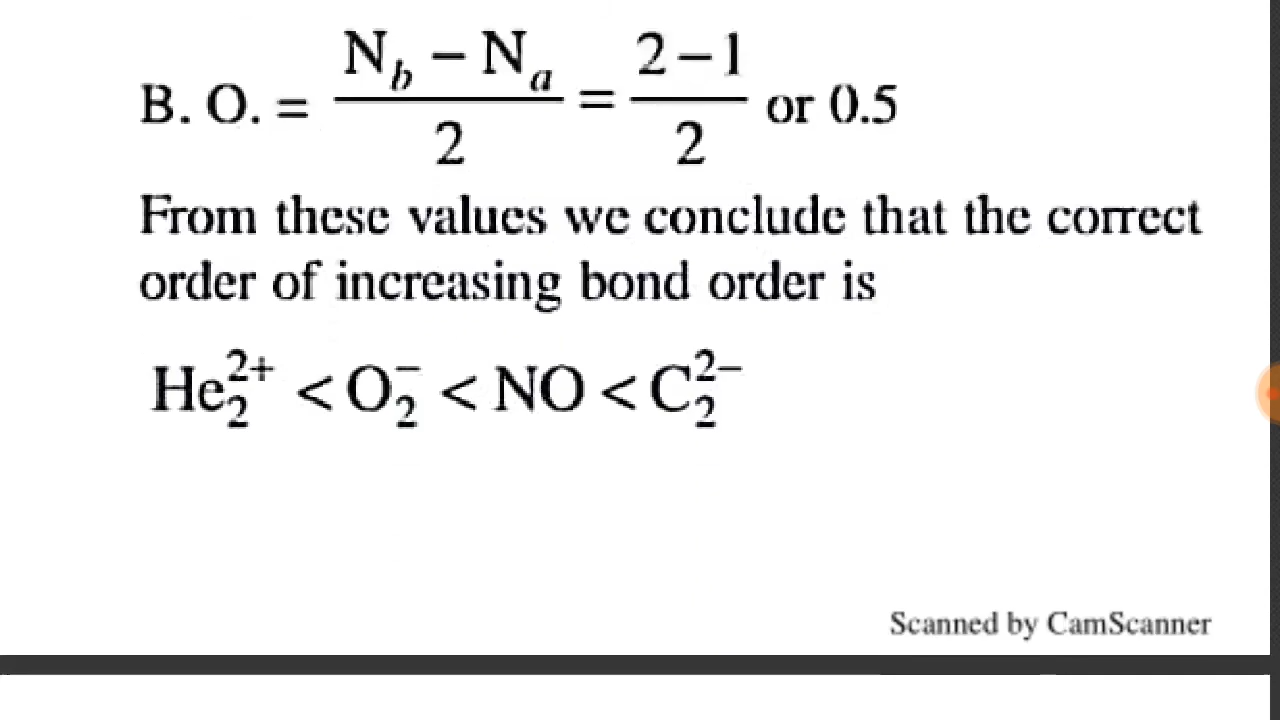 B. O. = (N_b − N_a)/2 = (2−1)/2 or 0.5
From these values we conclude that the correct
order of increasing bond order is
He₂²⁺ < O₂⁻ < NO < C₂²⁻
Scanned by CamScanner